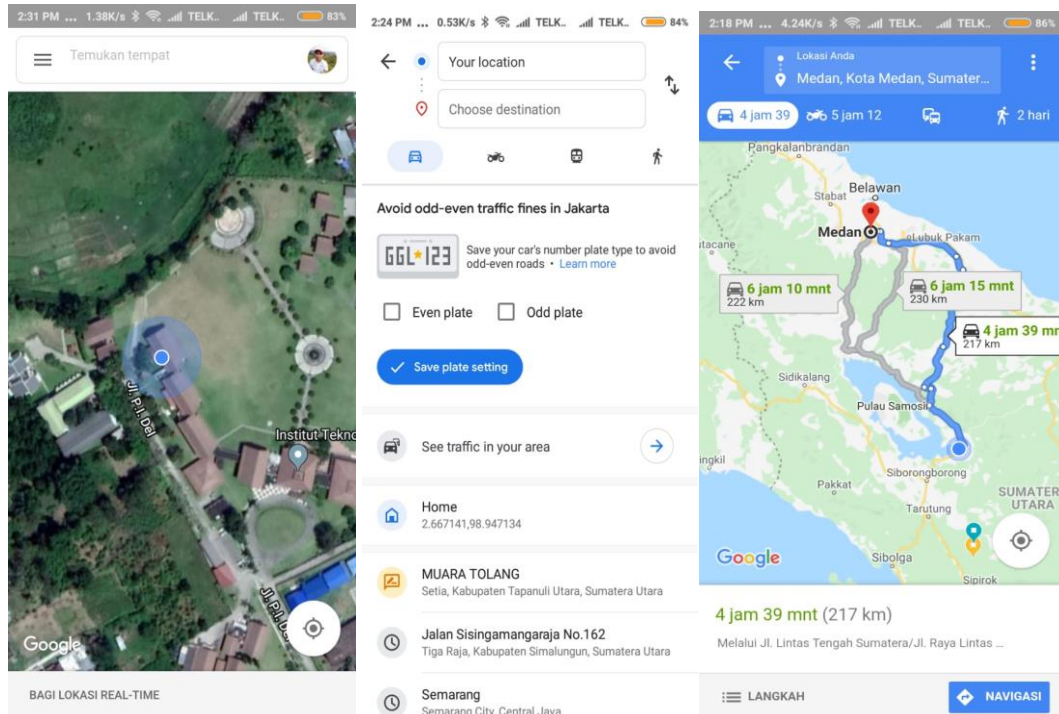 2:31 PM ... 1.38K/s TELK.. TELK.. 83%
Temukan tempat
Jl. P.I. Del
Institut Tekno
Jl. P.I. Del
Google
BAGI LOKASI REAL-TIME
2:24 PM ... 0.53K/s TELK.. TELK.. 84%
Your location
Choose destination
Avoid odd-even traffic fines in Jakarta
GGL★123
Save your car's number plate type to avoid
odd-even roads • Learn more
Even plate
Odd plate
Save plate setting
See traffic in your area
Home
2.667141,98.947134
MUARA TOLANG
Setia, Kabupaten Tapanuli Utara, Sumatera Utara
Jalan Sisingamangaraja No.162
Tiga Raja, Kabupaten Simalungun, Sumatera Utara
Semarang
Semarang City, Central Java
2:18 PM ... 4.24K/s TELK.. TELK.. 86%
Lokasi Anda
Medan, Kota Medan, Sumater...
4 jam 39
5 jam 12
2 hari
Pangkalanbrandan
Stabat
Belawan
Medan
Lubuk Pakam
utacane
6 jam 10 mnt
222 km
6 jam 15 mnt
230 km
4 jam 39 mn
217 km
Sidikalang
Pulau Samosir
ingkil
Pakkat
Siborongborong
SUMATER
UTARA
Tarutung
Google
Sibolga
Sipirok
4 jam 39 mnt (217 km)
Melalui Jl. Lintas Tengah Sumatera/Jl. Raya Lintas ...
LANGKAH
NAVIGASI